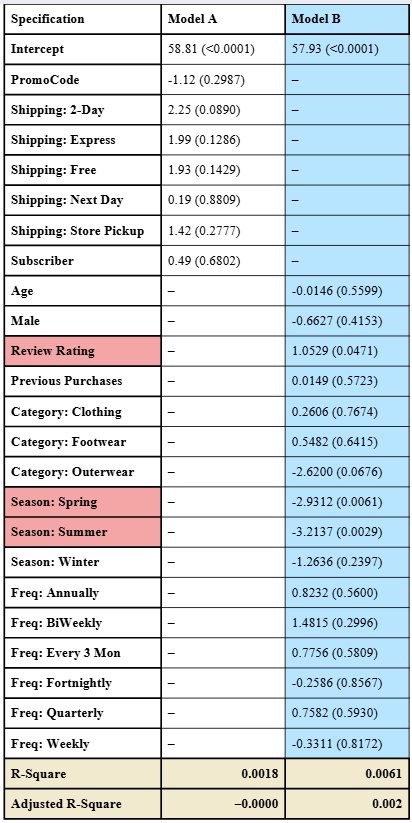 Specification Model A Model B
Intercept 58.81 (<0.0001) 57.93 (<0.0001)
PromoCode -1.12 (0.2987) –
Shipping: 2-Day 2.25 (0.0890) –
Shipping: Express 1.99 (0.1286) –
Shipping: Free 1.93 (0.1429) –
Shipping: Next Day 0.19 (0.8809) –
Shipping: Store Pickup 1.42 (0.2777) –
Subscriber 0.49 (0.6802) –
Age – -0.0146 (0.5599)
Male – -0.6627 (0.4153)
Review Rating – 1.0529 (0.0471)
Previous Purchases – 0.0149 (0.5723)
Category: Clothing – 0.2606 (0.7674)
Category: Footwear – 0.5482 (0.6415)
Category: Outerwear – -2.6200 (0.0676)
Season: Spring – -2.9312 (0.0061)
Season: Summer – -3.2137 (0.0029)
Season: Winter – -1.2636 (0.2397)
Freq: Annually – 0.8232 (0.5600)
Freq: BiWeekly – 1.4815 (0.2996)
Freq: Every 3 Mon – 0.7756 (0.5809)
Freq: Fortnightly – -0.2586 (0.8567)
Freq: Quarterly – 0.7582 (0.5930)
Freq: Weekly – -0.3311 (0.8172)
R-Square 0.0018 0.0061
Adjusted R-Square –0.0000 0.002